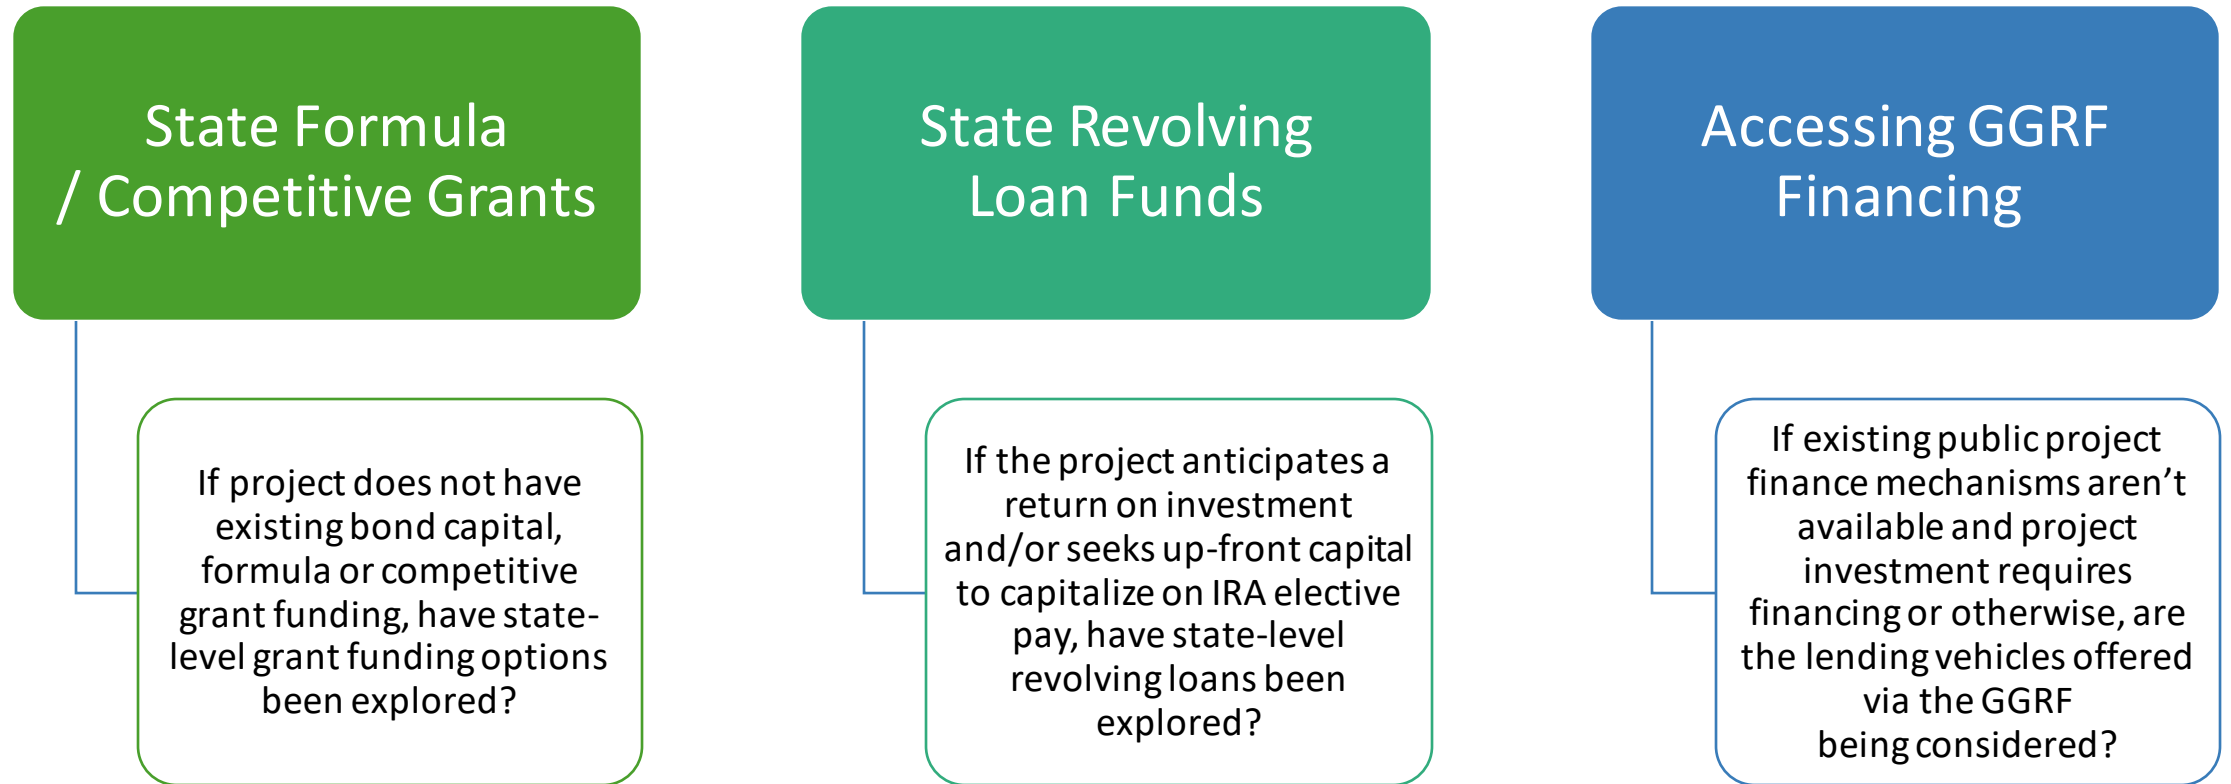 State Formula
/ Competitive Grants
If project does not have
existing bond capital,
formula or competitive
grant funding, have state-
level grant funding options
been explored?
State Revolving
Loan Funds
If the project anticipates a
return on investment
and/or seeks up-front capital
to capitalize on IRA elective
pay, have state-level
revolving loans been
explored?
Accessing GGRF
Financing
If existing public project
finance mechanisms aren’t
available and project
investment requires
financing or otherwise, are
the lending vehicles offered
via the GGRF
being considered?